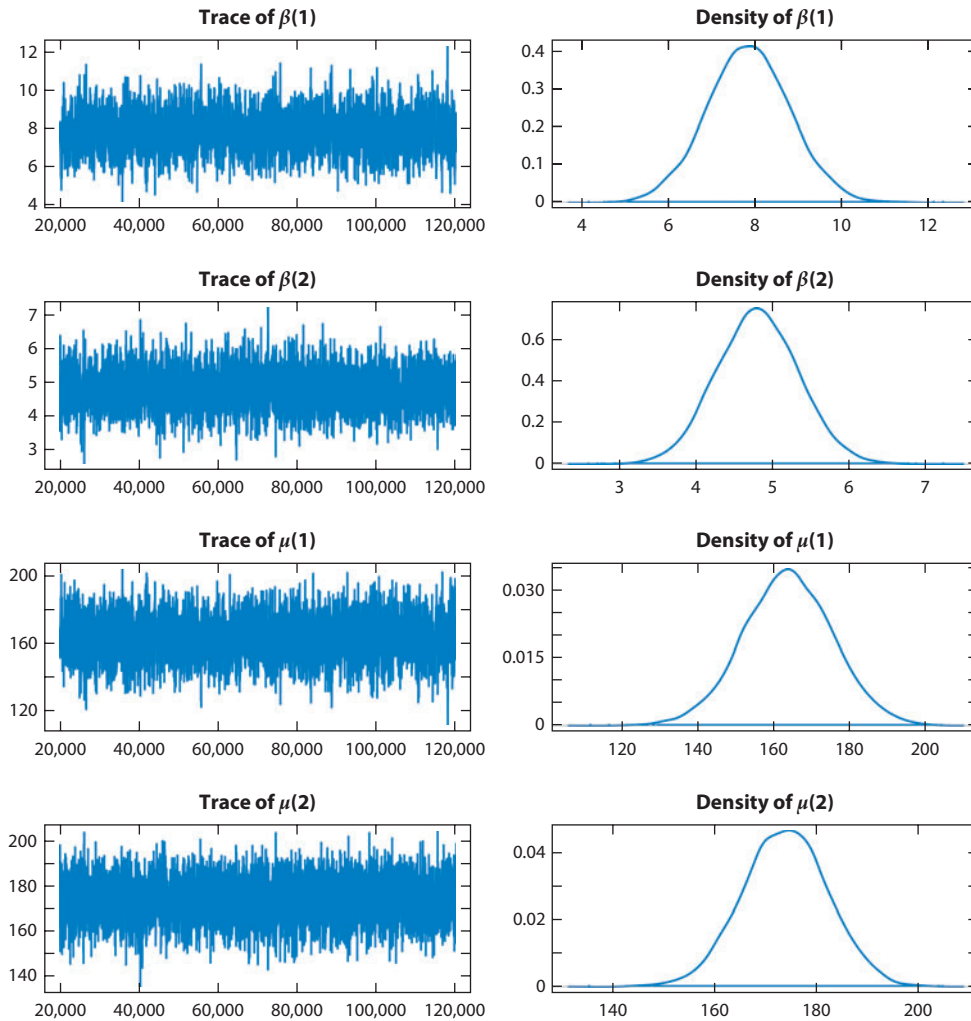 Trace of β(1)
12
10
8
6
4
20,000 40,000 60,000 80,000 100,000 120,000
Density of β(1)
0.4
0.3
0.2
0.1
0
4 6 8 10 12
Trace of β(2)
7
6
5
4
3
20,000 40,000 60,000 80,000 100,000 120,000
Density of β(2)
0.6
0.4
0.2
0
3 4 5 6 7
Trace of μ(1)
200
160
120
20,000 40,000 60,000 80,000 100,000 120,000
Density of μ(1)
0.030
0.015
0
120 140 160 180 200
Trace of μ(2)
200
180
160
140
20,000 40,000 60,000 80,000 100,000 120,000
Density of μ(2)
0.04
0.02
0
140 160 180 200